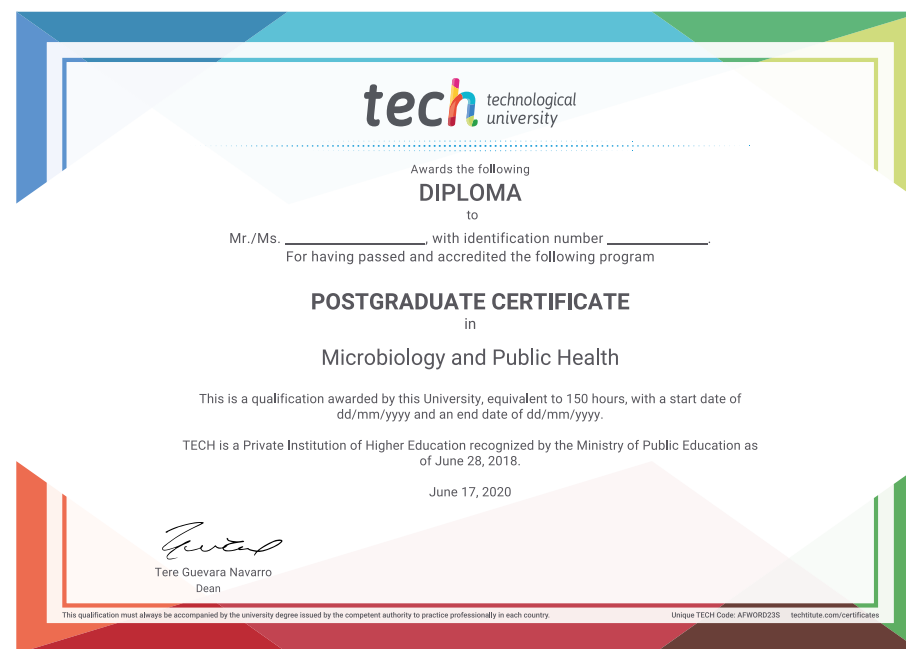 tech technological
university
Awards the following
DIPLOMA
to
Mr./Ms. ____________________, with identification number ______________.
For having passed and accredited the following program
POSTGRADUATE CERTIFICATE
in
Microbiology and Public Health
This is a qualification awarded by this University, equivalent to 150 hours, with a start date of
dd/mm/yyyy and an end date of dd/mm/yyyy.
TECH is a Private Institution of Higher Education recognized by the Ministry of Public Education as
of June 28, 2018.
June 17, 2020
Tere Guevara Navarro
Dean
This qualification must always be accompanied by the university degree issued by the competent authority to practice professionally in each country. Unique TECH Code: AFWORD23S techtitute.com/certificates